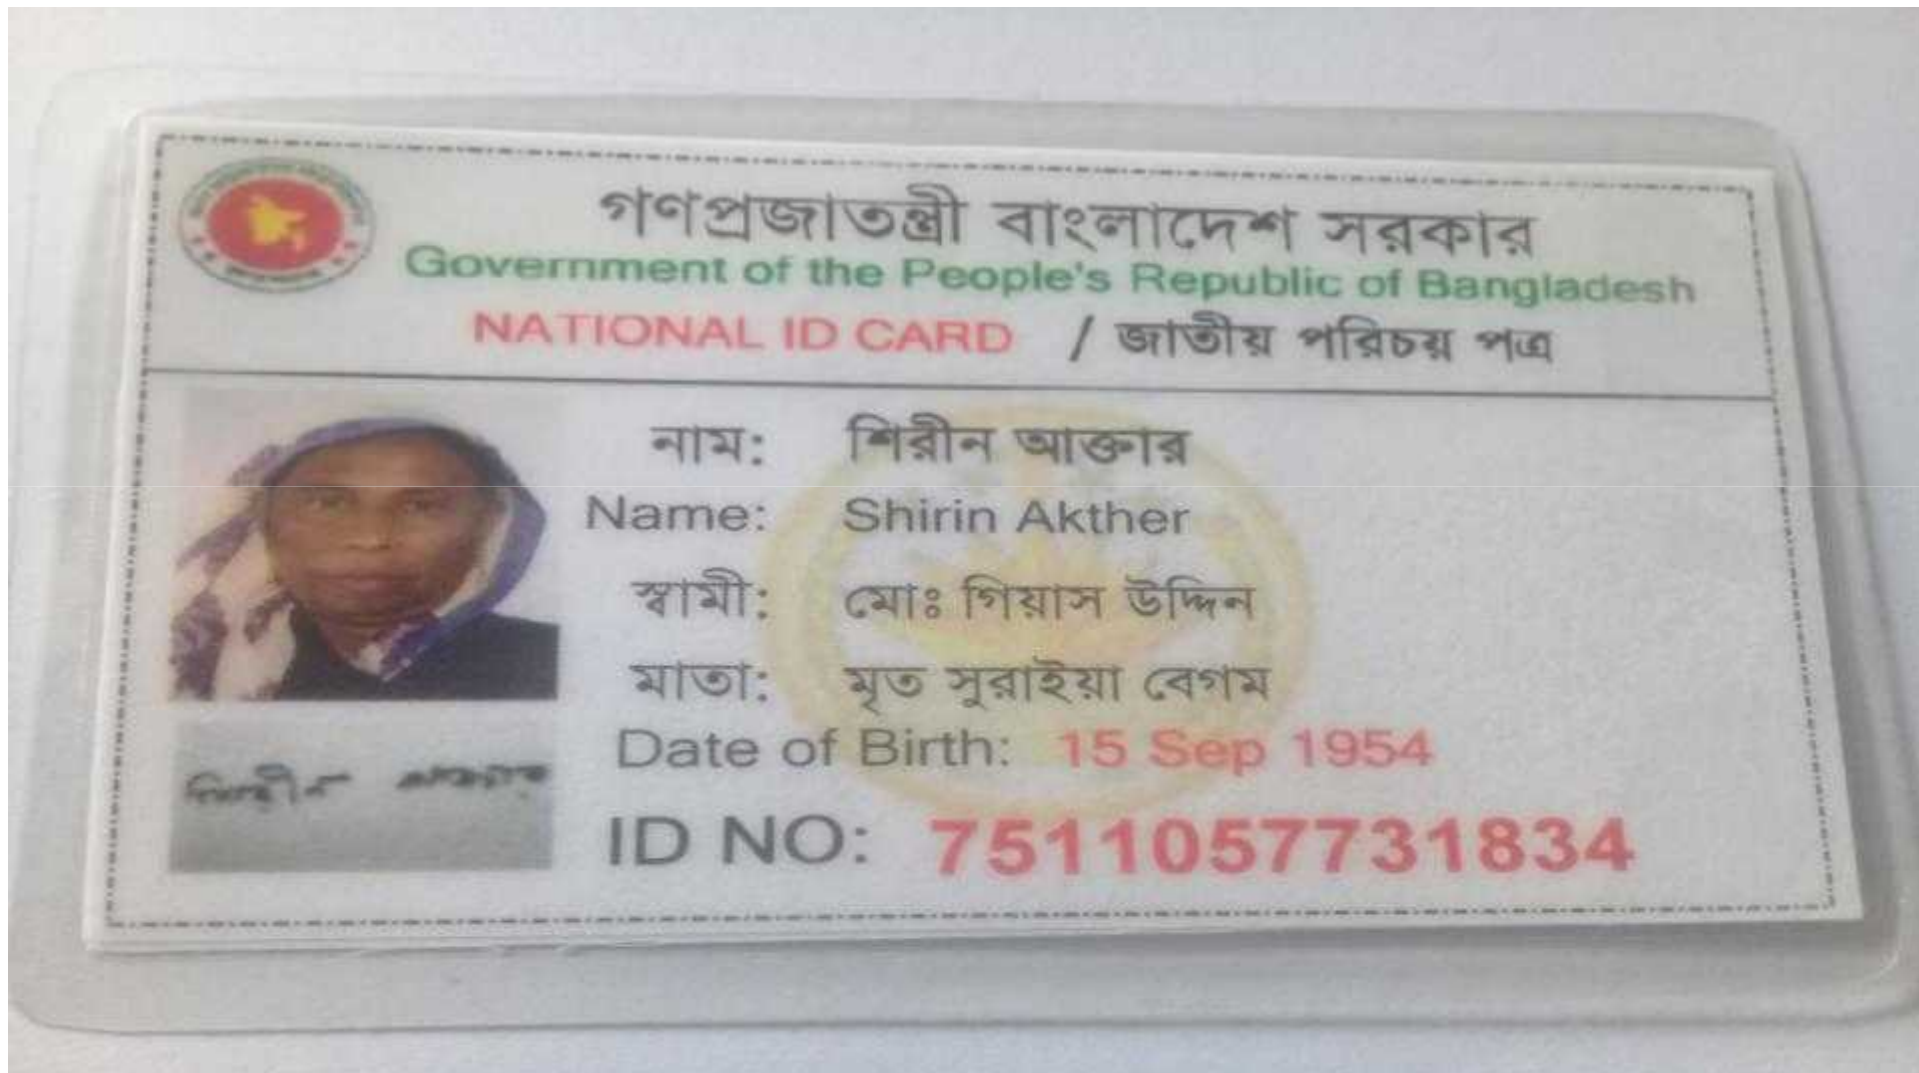 গণপ্রজাতন্ত্রী বাংলাদেশ সরকার
Government of the People's Republic of Bangladesh
NATIONAL ID CARD / জাতীয় পরিচয় পত্র
নাম: শিরীন আক্তার
Name: Shirin Akther
স্বামী: মোঃ গিয়াস উদ্দিন
মাতা: মৃত সুরাইয়া বেগম
Date of Birth: 15 Sep 1954
ID NO: 7511057731834
শিরীন আক্তার